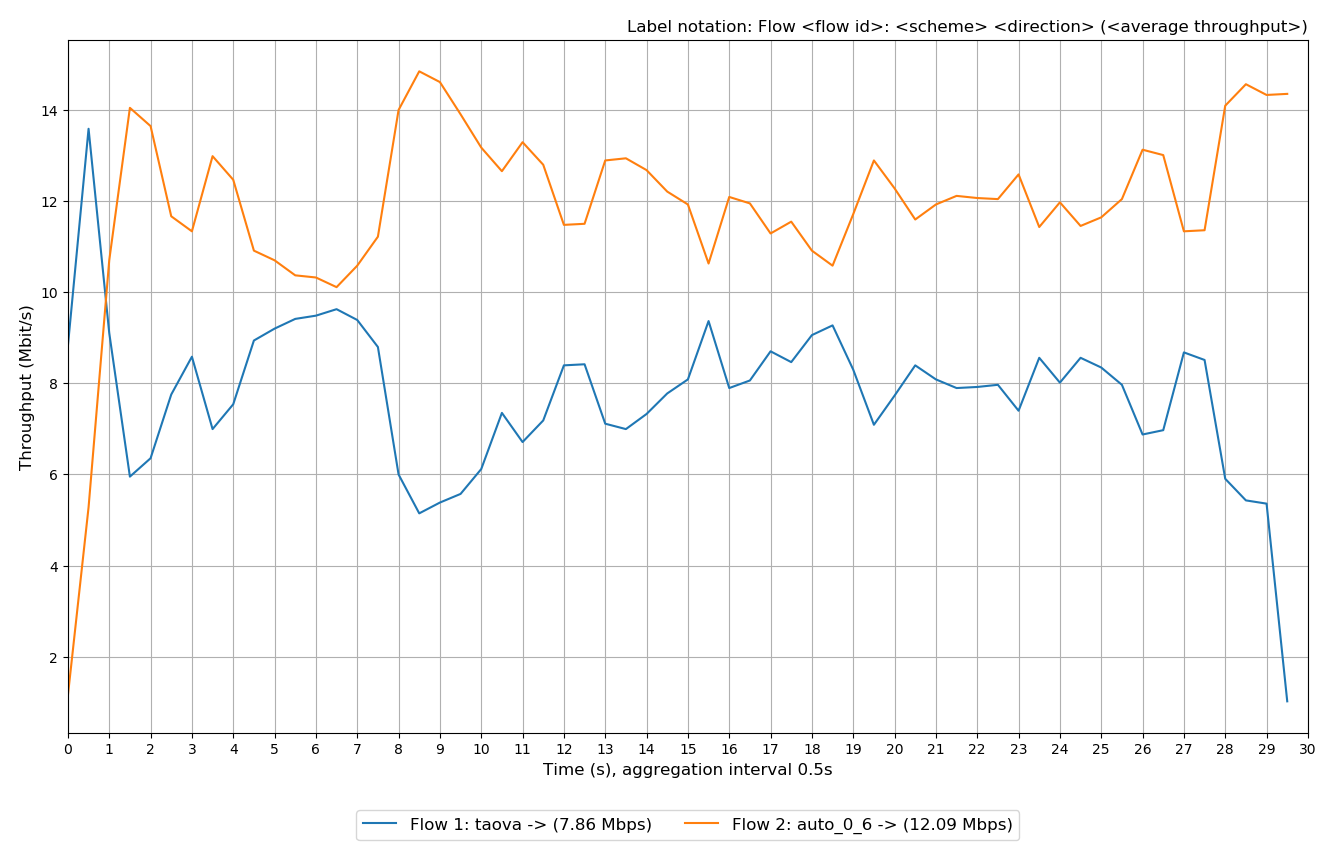 Label notation: Flow <flow id>: <scheme> <direction> (<average throughput>)
14
12
10
8
6
4
2
Throughput (Mbit/s)
0 1 2 3 4 5 6 7 8 9 10 11 12 13 14 15 16 17 18 19 20 21 22 23 24 25 26 27 28 29 30
Time (s), aggregation interval 0.5s
Flow 1: taova -> (7.86 Mbps) Flow 2: auto_0_6 -> (12.09 Mbps)